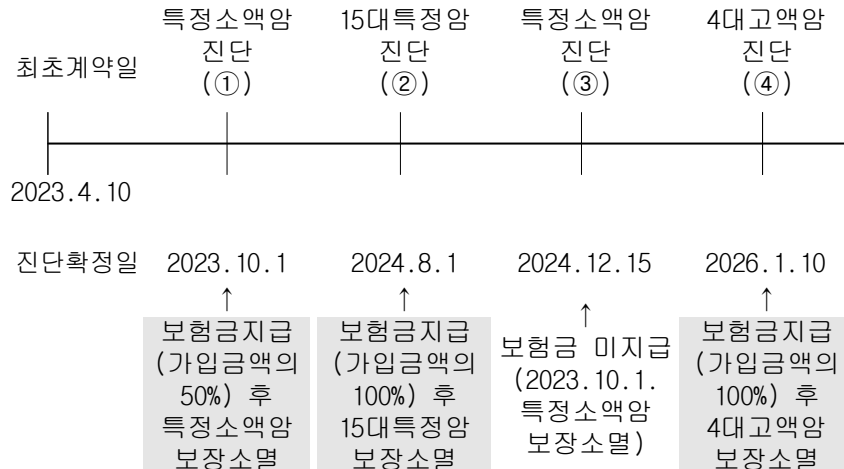 특정소액암 15대특정암 특정소액암 4대고액암
최초계약일 진단 진단 진단 진단
(①) (②) (③) (④)
2023.4.10
진단확정일 2023.10.1 2024.8.1 2024.12.15 2026.1.10
↑ ↑ ↑ ↑
보험금지급 보험금지급 보험금 미지급 보험금지급
(가입금액의 (가입금액의 (2023.10.1. (가입금액의
50%) 후 100%) 후 특정소액암 100%) 후
특정소액암 15대특정암 보장소멸) 4대고액암
보장소멸 보장소멸 보장소멸